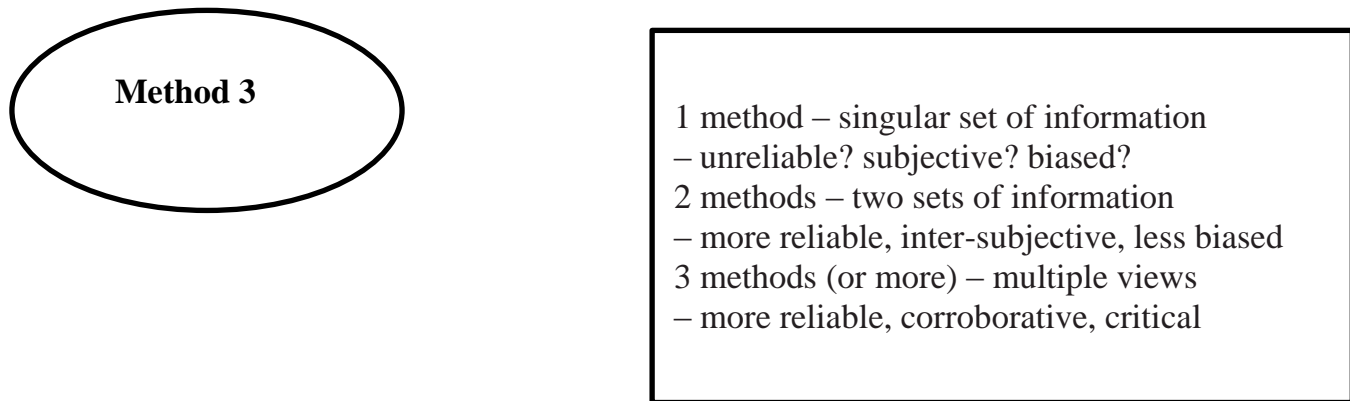 Method 3
1 method – singular set of information
– unreliable? subjective? biased?
2 methods – two sets of information
– more reliable, inter-subjective, less biased
3 methods (or more) – multiple views
– more reliable, corroborative, critical